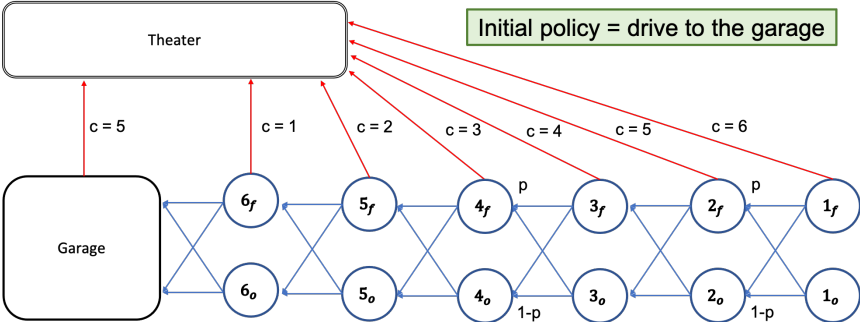 Initial policy = drive to the garage
Theater
c = 5
c = 1
c = 2
c = 3
c = 4
c = 5
c = 6
p
p
6f
5f
4f
3f
2f
1f
Garage
6o
5o
4o
3o
2o
1o
1-p
1-p